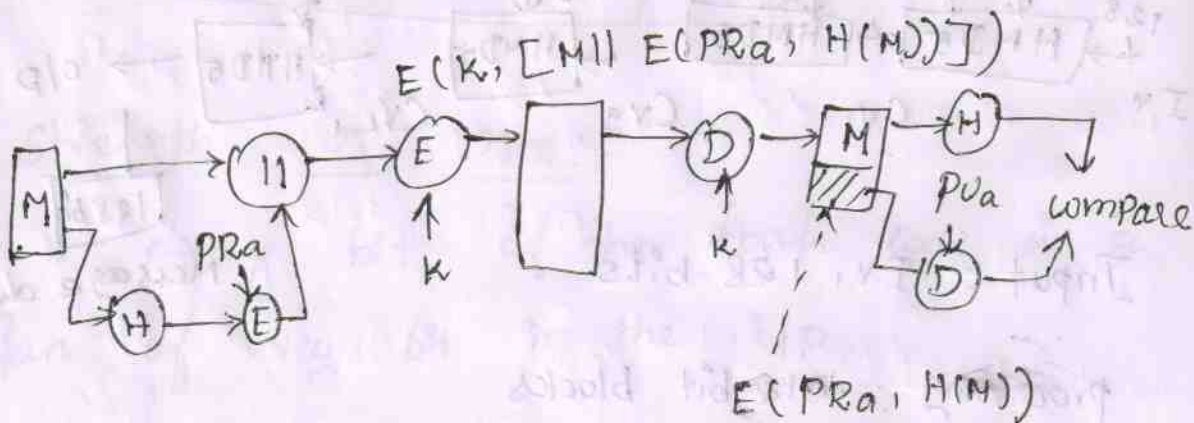 E(K, [M|| E(PRa, H(M))])
M
||
E
D
M
H
PRa
K
K
PUa
compare
H
E
D
E(PRa, H(M))